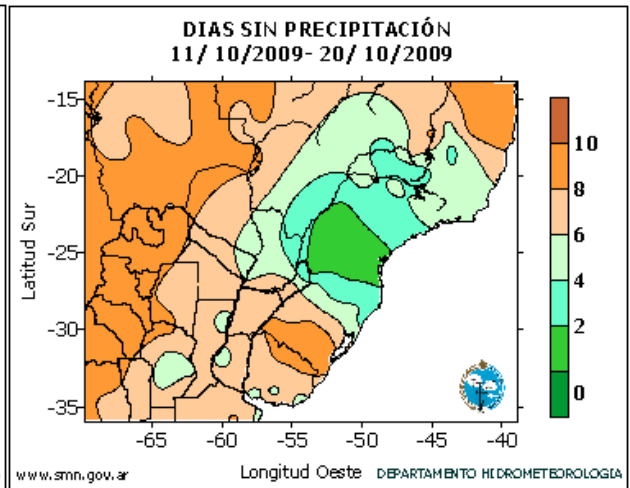 DIAS SIN PRECIPITACIÓN
11/ 10/2009- 20/ 10/2009
Latitud Sur
-15
-20
-25
-30
-35
-65
-60
-55
-50
-45
-40
10
8
6
4
2
0
www.smn.gov.ar
Longitud Oeste
DEPARTAMENTO HIDROMETEOROLOGIA